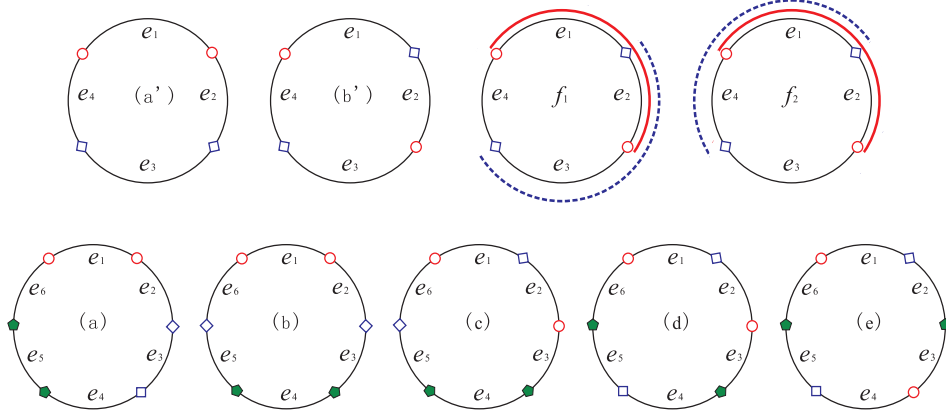 e1 e1 e1 e1
e4 (a') e2 e4 (b') e2 e4 f1 e2 e4 f2 e2
e3 e3 e3 e3
e1 e1 e1 e1 e1
e6 e2 e6 e2 e6 e2 e6 e2 e6 e2
(a) (b) (c) (d) (e)
e5 e3 e5 e3 e5 e3 e5 e3 e5 e3
e4 e4 e4 e4 e4